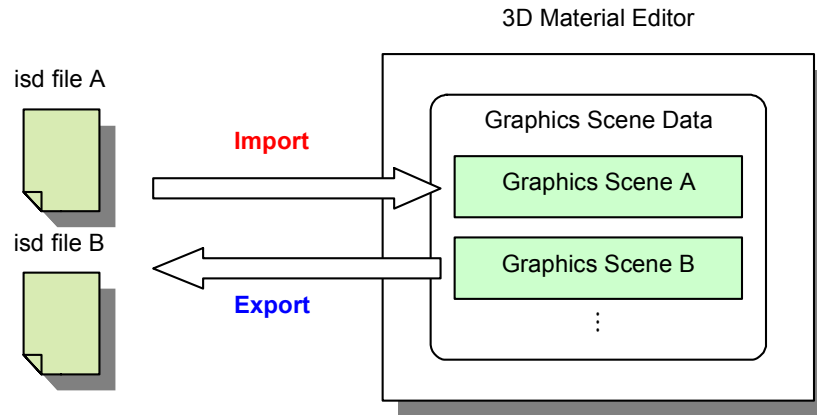 3D Material Editor
isd file A
Import
Graphics Scene Data
Graphics Scene A
isd file B
Graphics Scene B
Export
⋮